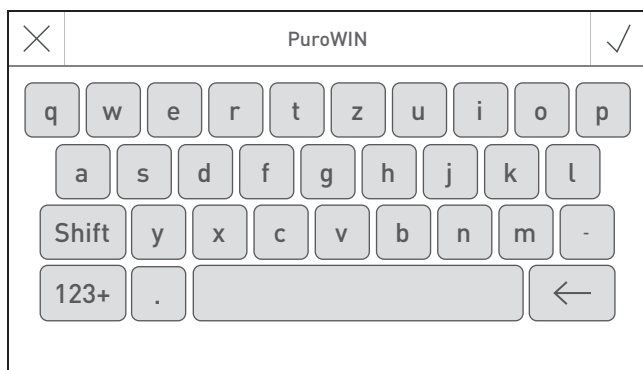 PuroWIN
q w e r t z u i o p
a s d f g h j k l
Shift y x c v b n m -
123+ .